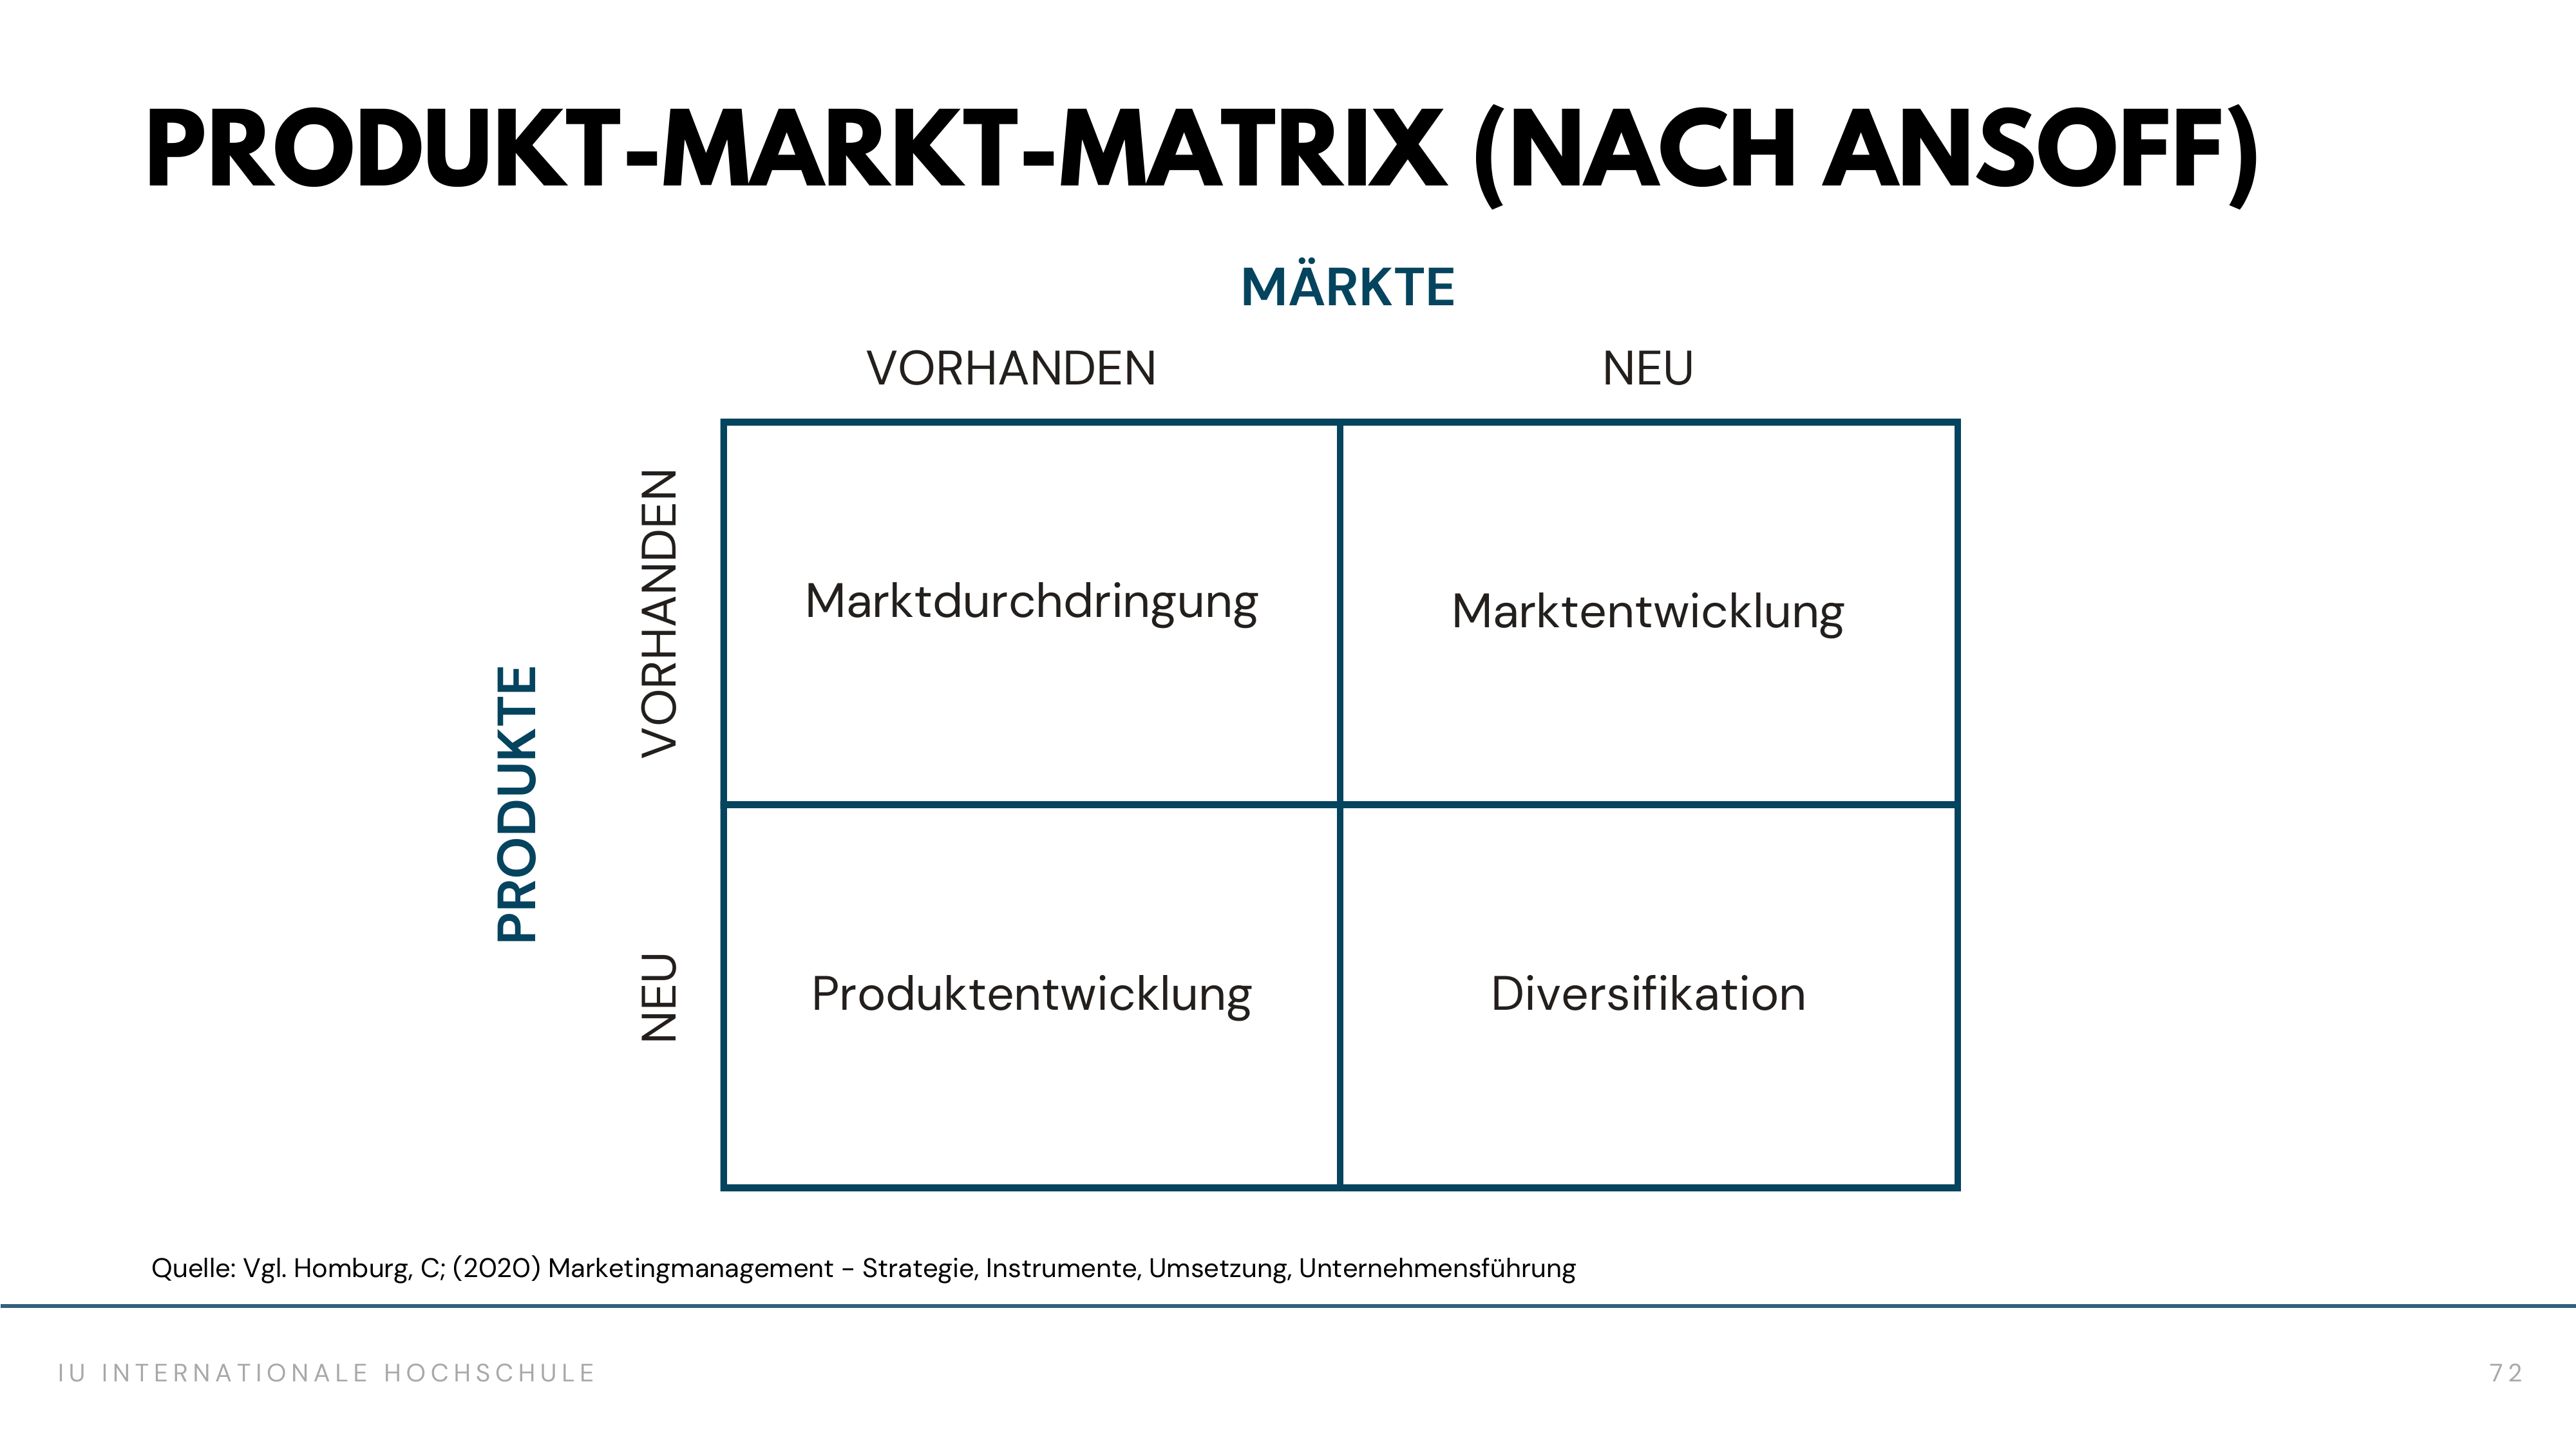 PRODUKT-MARKT-MATRIX (NACH ANSOFF)
MÄRKTE
VORHANDEN
NEU
PRODUKTE
VORHANDEN
Marktdurchdringung
Marktentwicklung
NEU
Produktentwicklung
Diversifikation
Quelle: Vgl. Homburg, C; (2020) Marketingmanagement – Strategie, Instrumente, Umsetzung, Unternehmensführung
IU INTERNATIONALE HOCHSCHULE
72